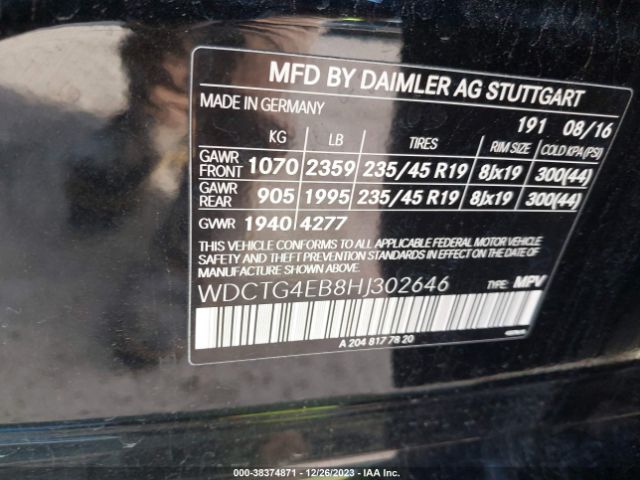 MFD BY DAIMLER AG STUTTGART
MADE IN GERMANY 191 08/16
KG LB TIRES RIM SIZE COLD KPA (PSI)
GAWR FRONT 1070 2359 235/45 R19 8Jx19 300(44)
GAWR REAR 905 1995 235/45 R19 8Jx19 300(44)
GVWR 1940 4277
THIS VEHICLE CONFORMS TO ALL APPLICABLE FEDERAL MOTOR VEHICLE
SAFETY AND THEFT PREVENTION STANDARDS IN EFFECT ON THE DATE OF
MANUFACTURE SHOWN ABOVE.
WDCTG4EB8HJ302646 TYPE: MPV
A 204 817 78 20
000-38374871 • 12/26/2023 • IAA Inc.